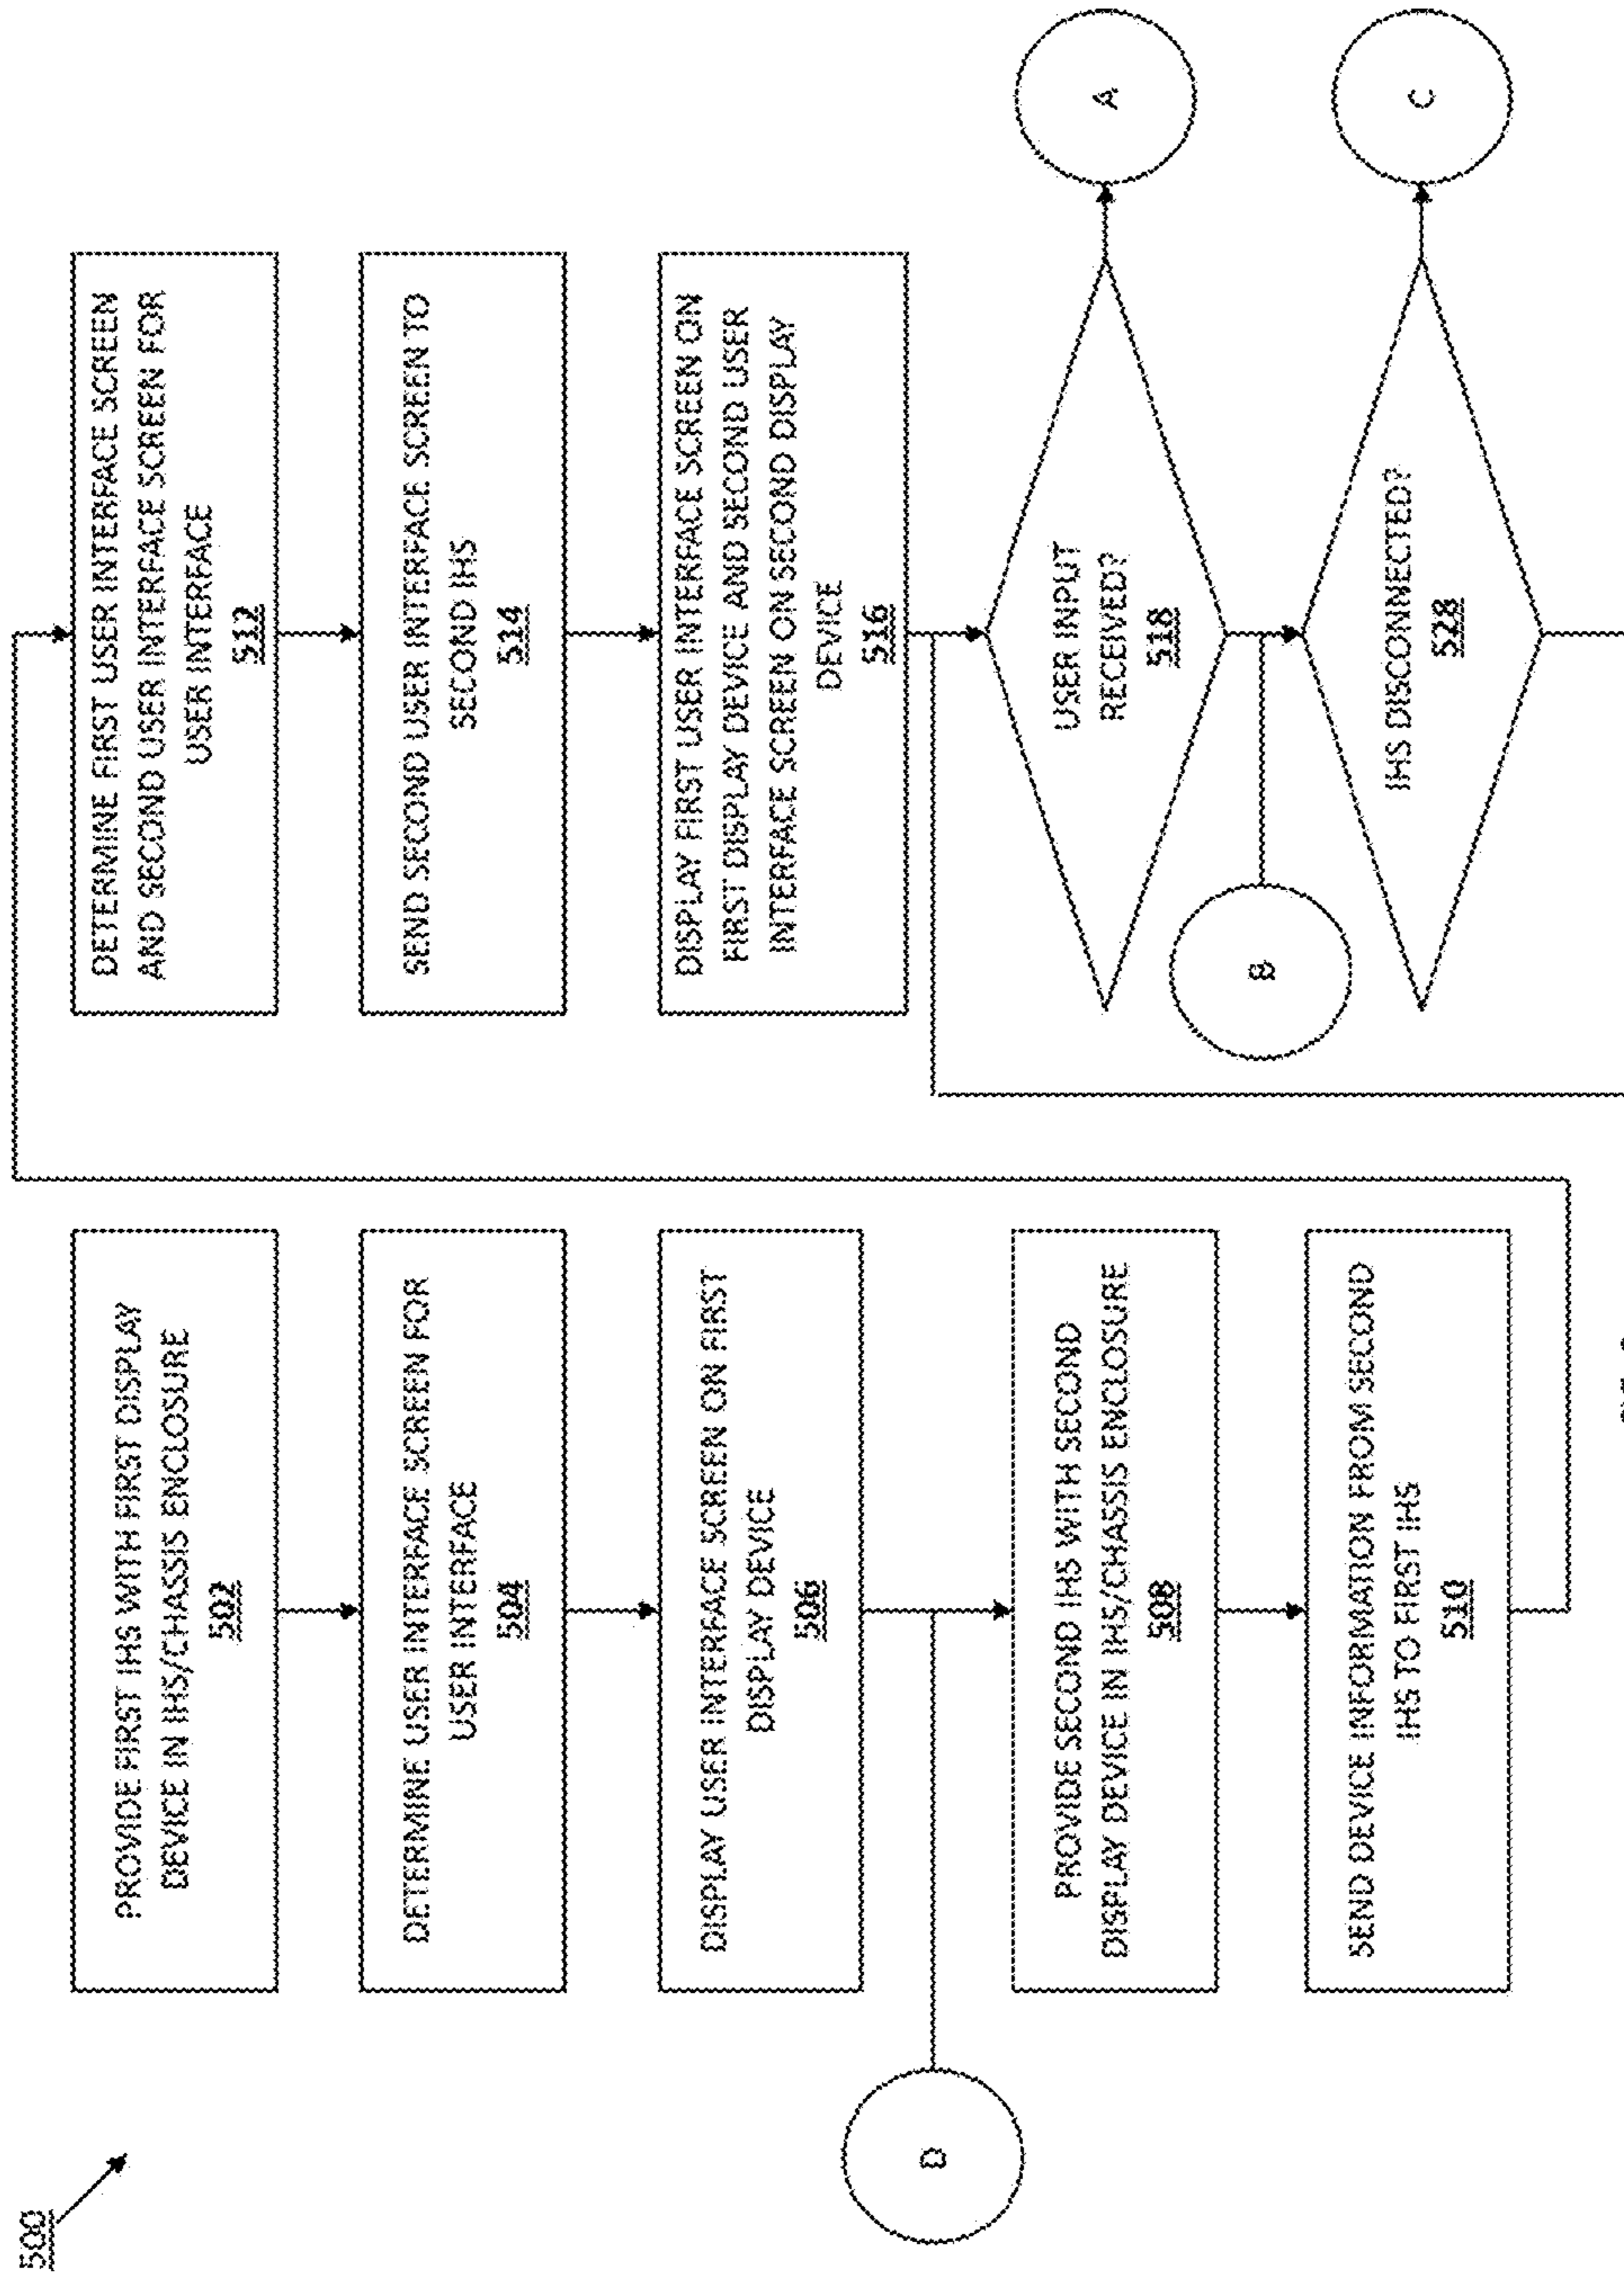 500
PROVIDE FIRST IHS WITH FIRST DISPLAY
DEVICE IN IHS/CHASSIS ENCLOSURE
502
DETERMINE USER INTERFACE SCREEN FOR
USER INTERFACE
504
DISPLAY USER INTERFACE SCREEN ON FIRST
DISPLAY DEVICE
506
D
PROVIDE SECOND IHS WITH SECOND
DISPLAY DEVICE IN IHS/CHASSIS ENCLOSURE
508
SEND DEVICE INFORMATION FROM SECOND
IHS TO FIRST IHS
510
DETERMINE FIRST USER INTERFACE SCREEN
AND SECOND USER INTERFACE SCREEN FOR
USER INTERFACE
512
SEND SECOND USER INTERFACE SCREEN TO
SECOND IHS
514
DISPLAY FIRST USER INTERFACE SCREEN ON
FIRST DISPLAY DEVICE AND SECOND USER
INTERFACE SCREEN ON SECOND DISPLAY
DEVICE
516
USER INPUT
RECEIVED?
518
A
B
IHS DISCONNECTED?
528
C